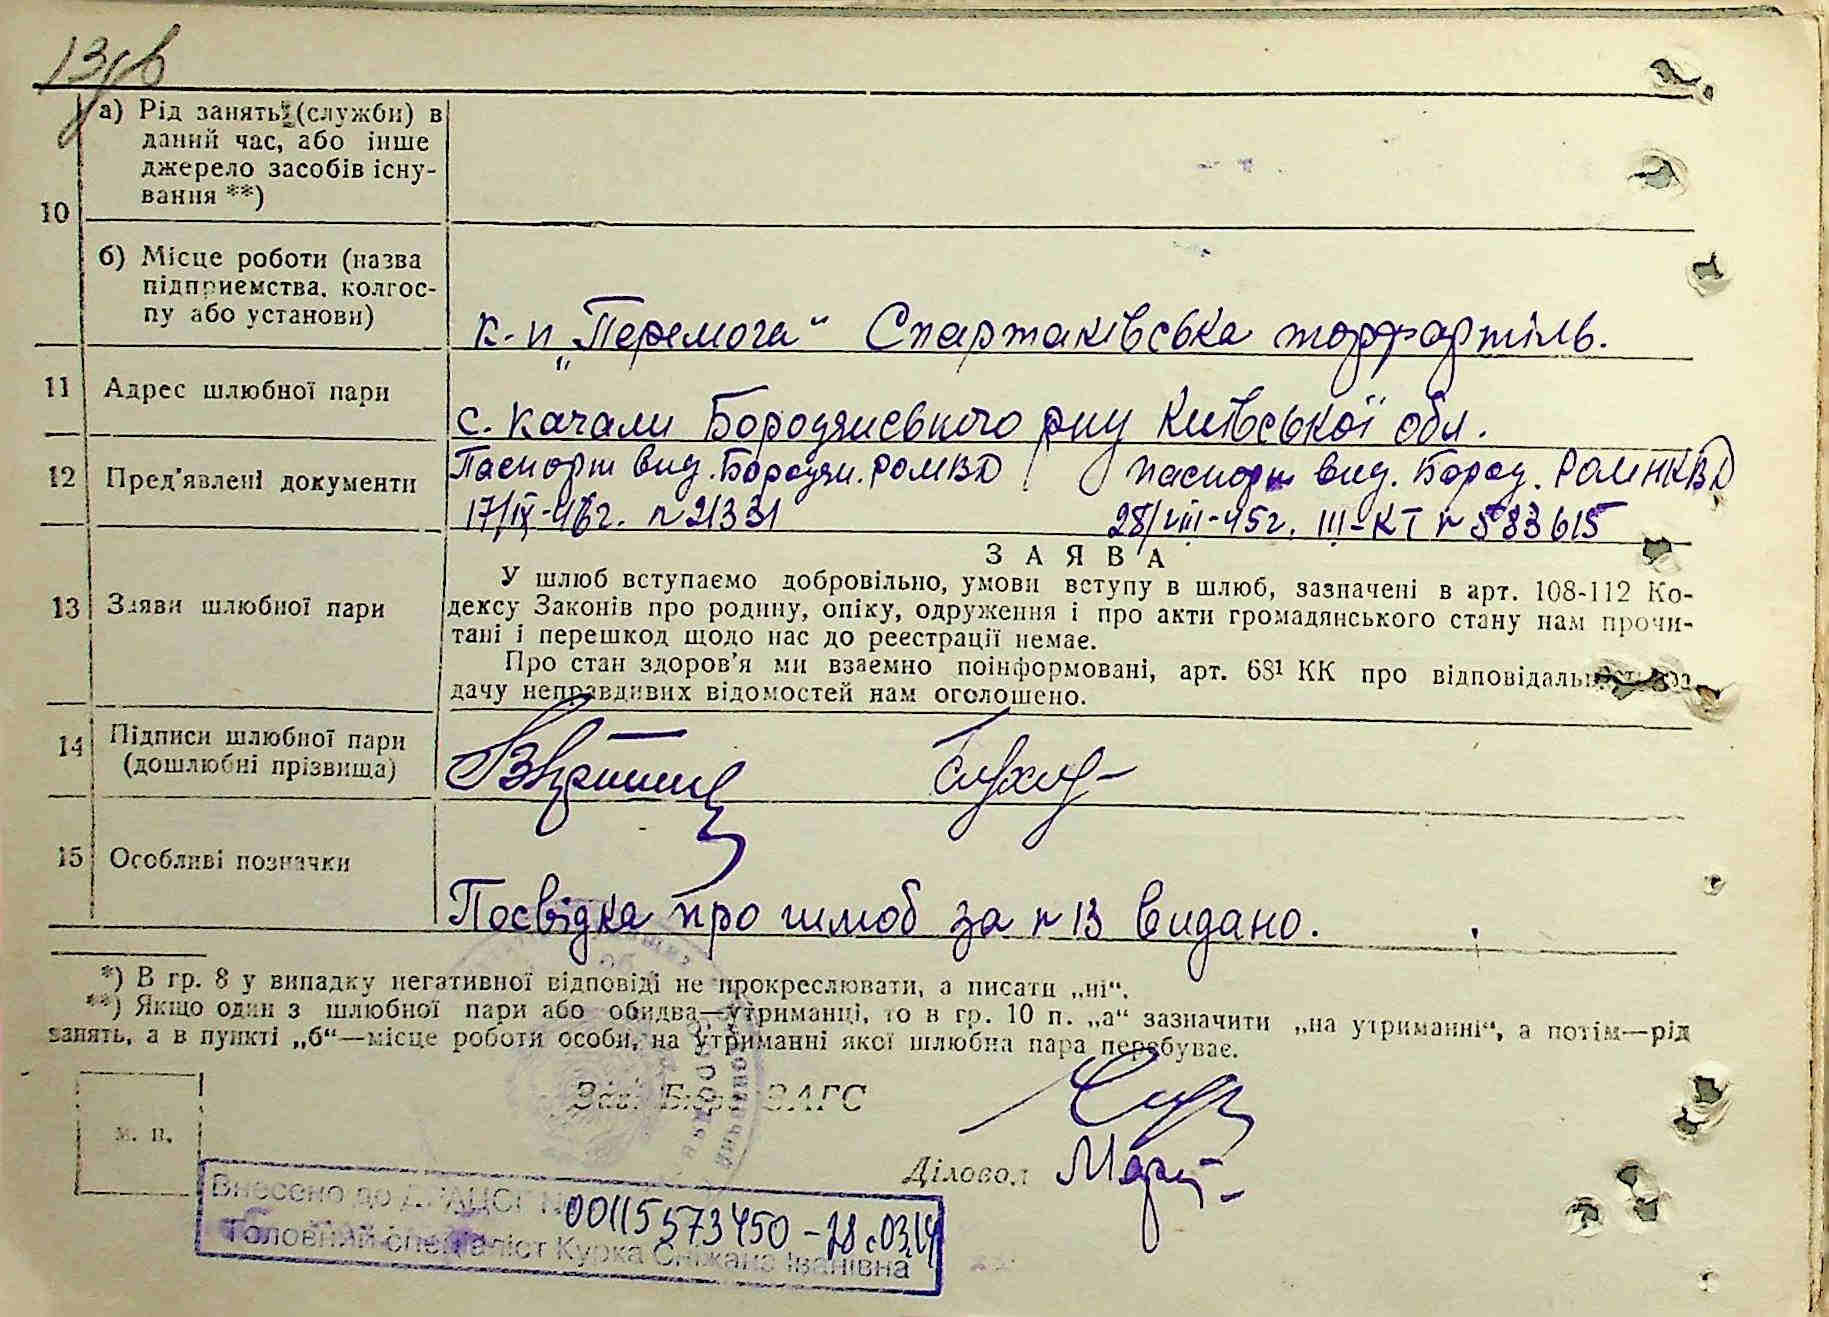 13
10
а) Рід занять (служби) в
даний час, або інше
джерело засобів існу-
вання **)
б) Місце роботи (назва
підприемства, колгос-
пу або установи)
к-п „Перемога“ Спартаківська торфартіль.
11
Адрес шлюбної пари
с. Качали Бородянського р-ну Київської обл.
12
Пред'явлені документи
Паспорт вид. Бородян. РОМВД
Паспорт вид. Бород. РОМНКВД
17/IX-46г. № 21331
28/VIII-45г. III-КТ № 583615
13
Заяви шлюбної пари
ЗАЯВА
У шлюб вступаємо добровільно, умови вступу в шлюб, зазначені в арт. 108-112 Ко-
дексу Законів про родину, опіку, одруження і про акти громадянського стану нам прочи-
тані і перешкод щодо нас до реєстрації немає.
Про стан здоров'я ми взаємно поінформовані, арт. 68¹ КК про відповідальність за
дачу неправдивих відомостей нам оголошено.
14
Підписи шлюбної пари
(дошлюбні прізвища)
15
Особливі позначки
Посвідка про шлюб за № 13 видано.
*) В гр. 8 у випадку негативної відповіді не прокреслювати, а писати „ні“.
**) Якщо один з шлюбної пари або обидва—утриманці, то в гр. 10 п. „а“ зазначити „на утриманні“, а потім—рід
занять, а в пункті „б“—місце роботи особи, на утриманні якої шлюбна пара перебуває.
Зав. Бюро ЗАГС
м. п.
Діловод
Внесено до ДРАЦСГ № 00115573450 - 28.03.14
Головний спеціаліст Курка Сніжана Іванівна